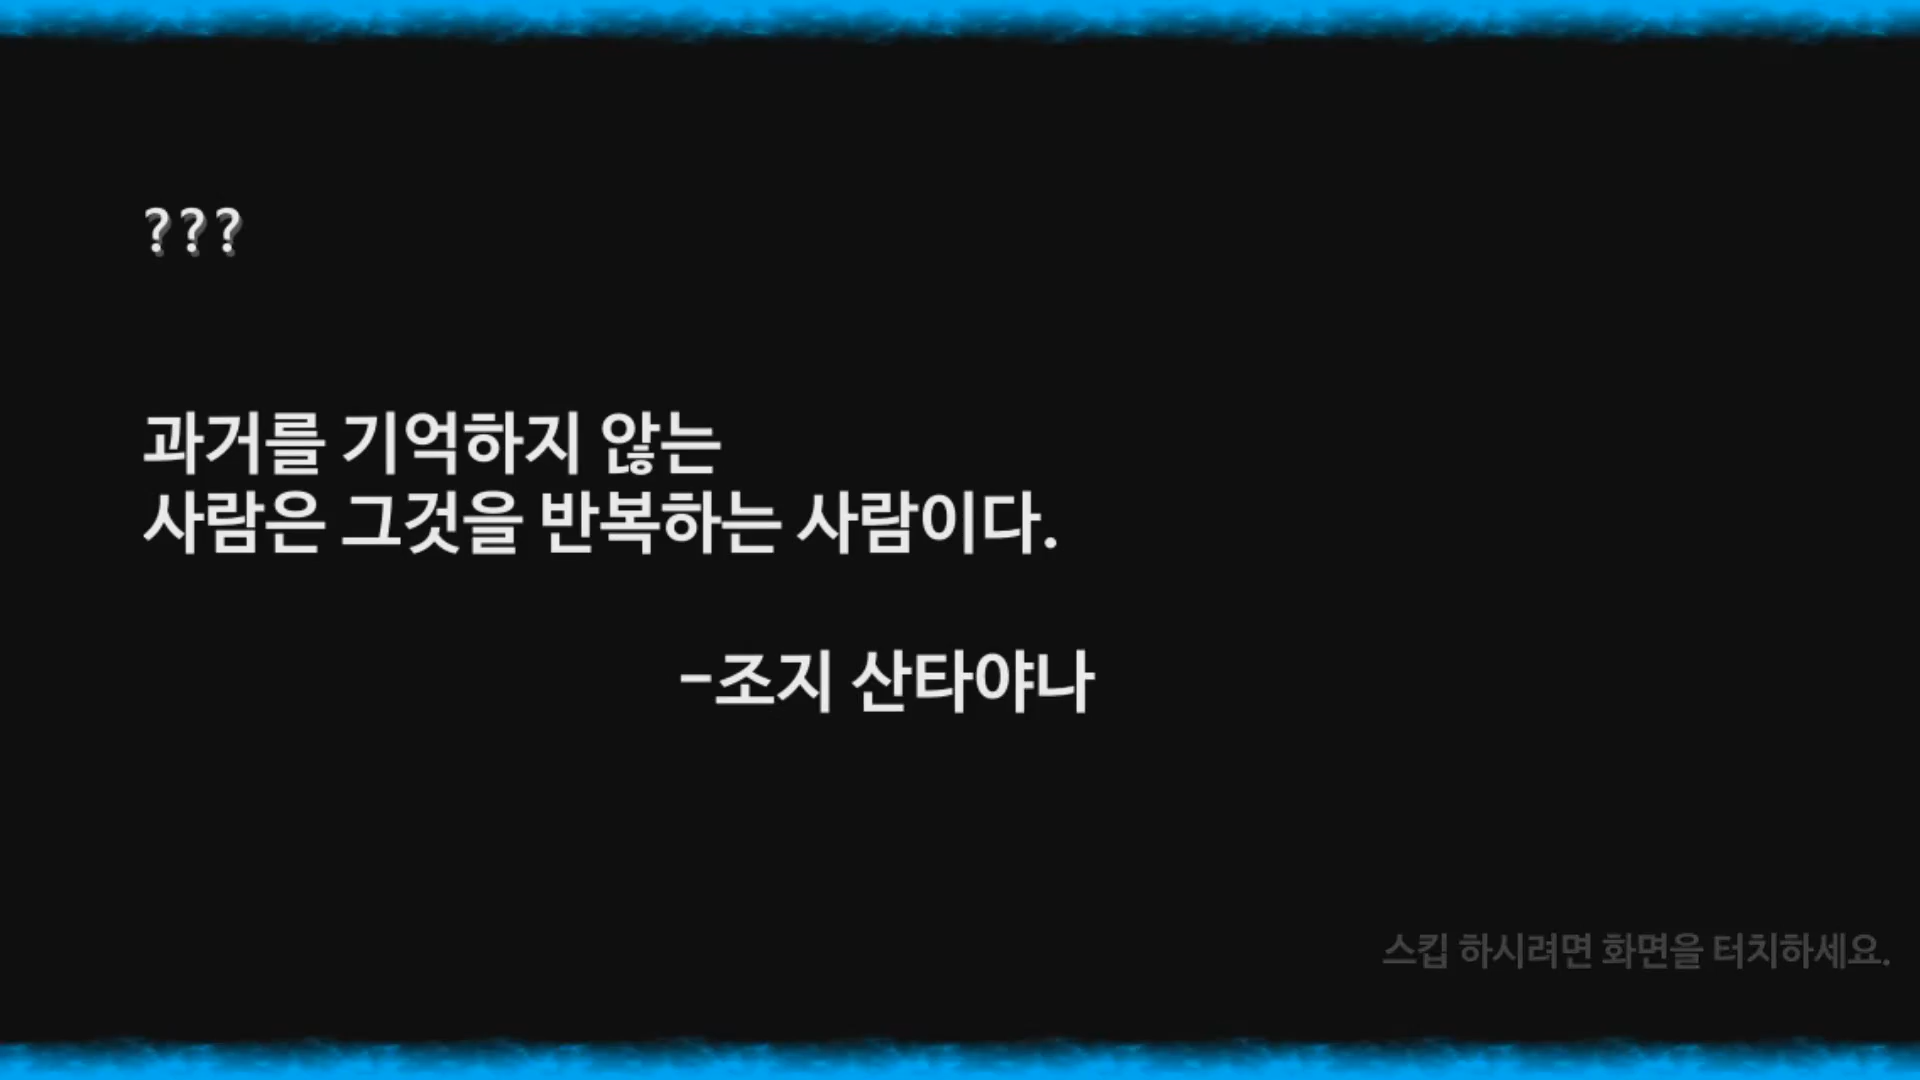 ???
과거를 기억하지 않는
사람은 그것을 반복하는 사람이다.
-조지 산타야나
스킵 하시려면 화면을 터치하세요.